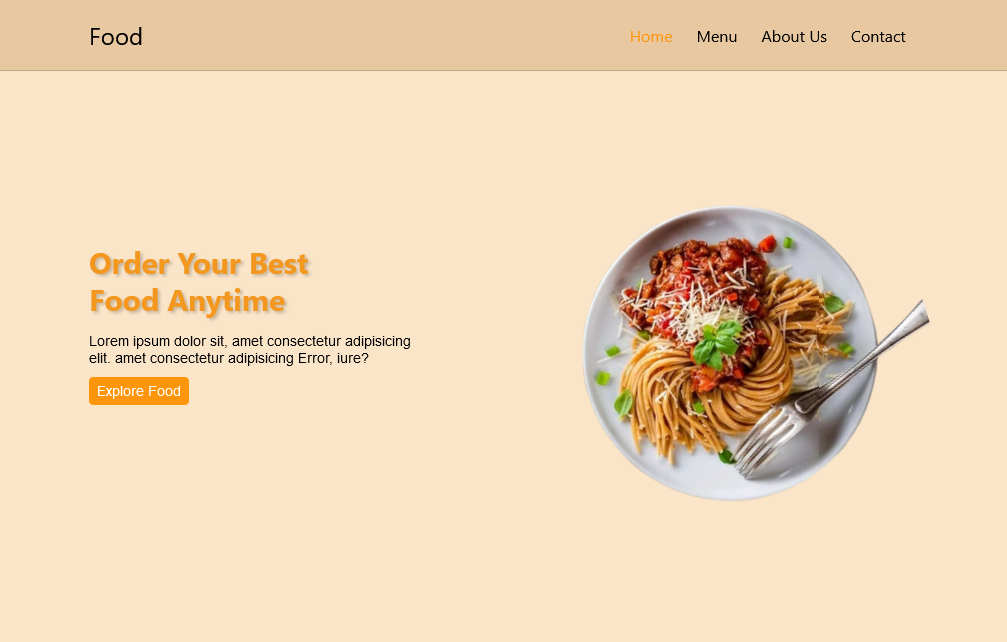 Food
Home Menu About Us Contact
Order Your Best
Food Anytime
Lorem ipsum dolor sit, amet consectetur adipisicing
elit. amet consectetur adipisicing Error, iure?
Explore Food